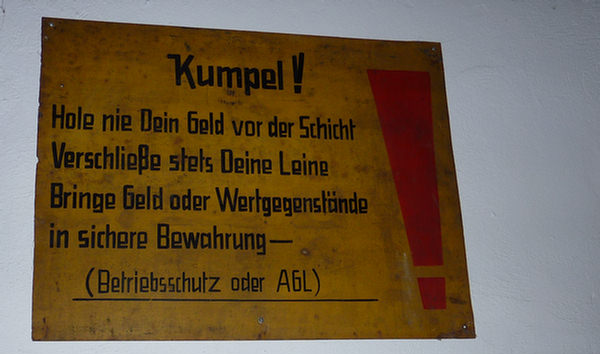 Kumpel!
Hole nie Dein Geld vor der Schicht
Verschließe stets Deine Leine
Bringe Geld oder Wertgegenstände
in sichere Bewahrung—
(Betriebsschutz oder AGL)
!